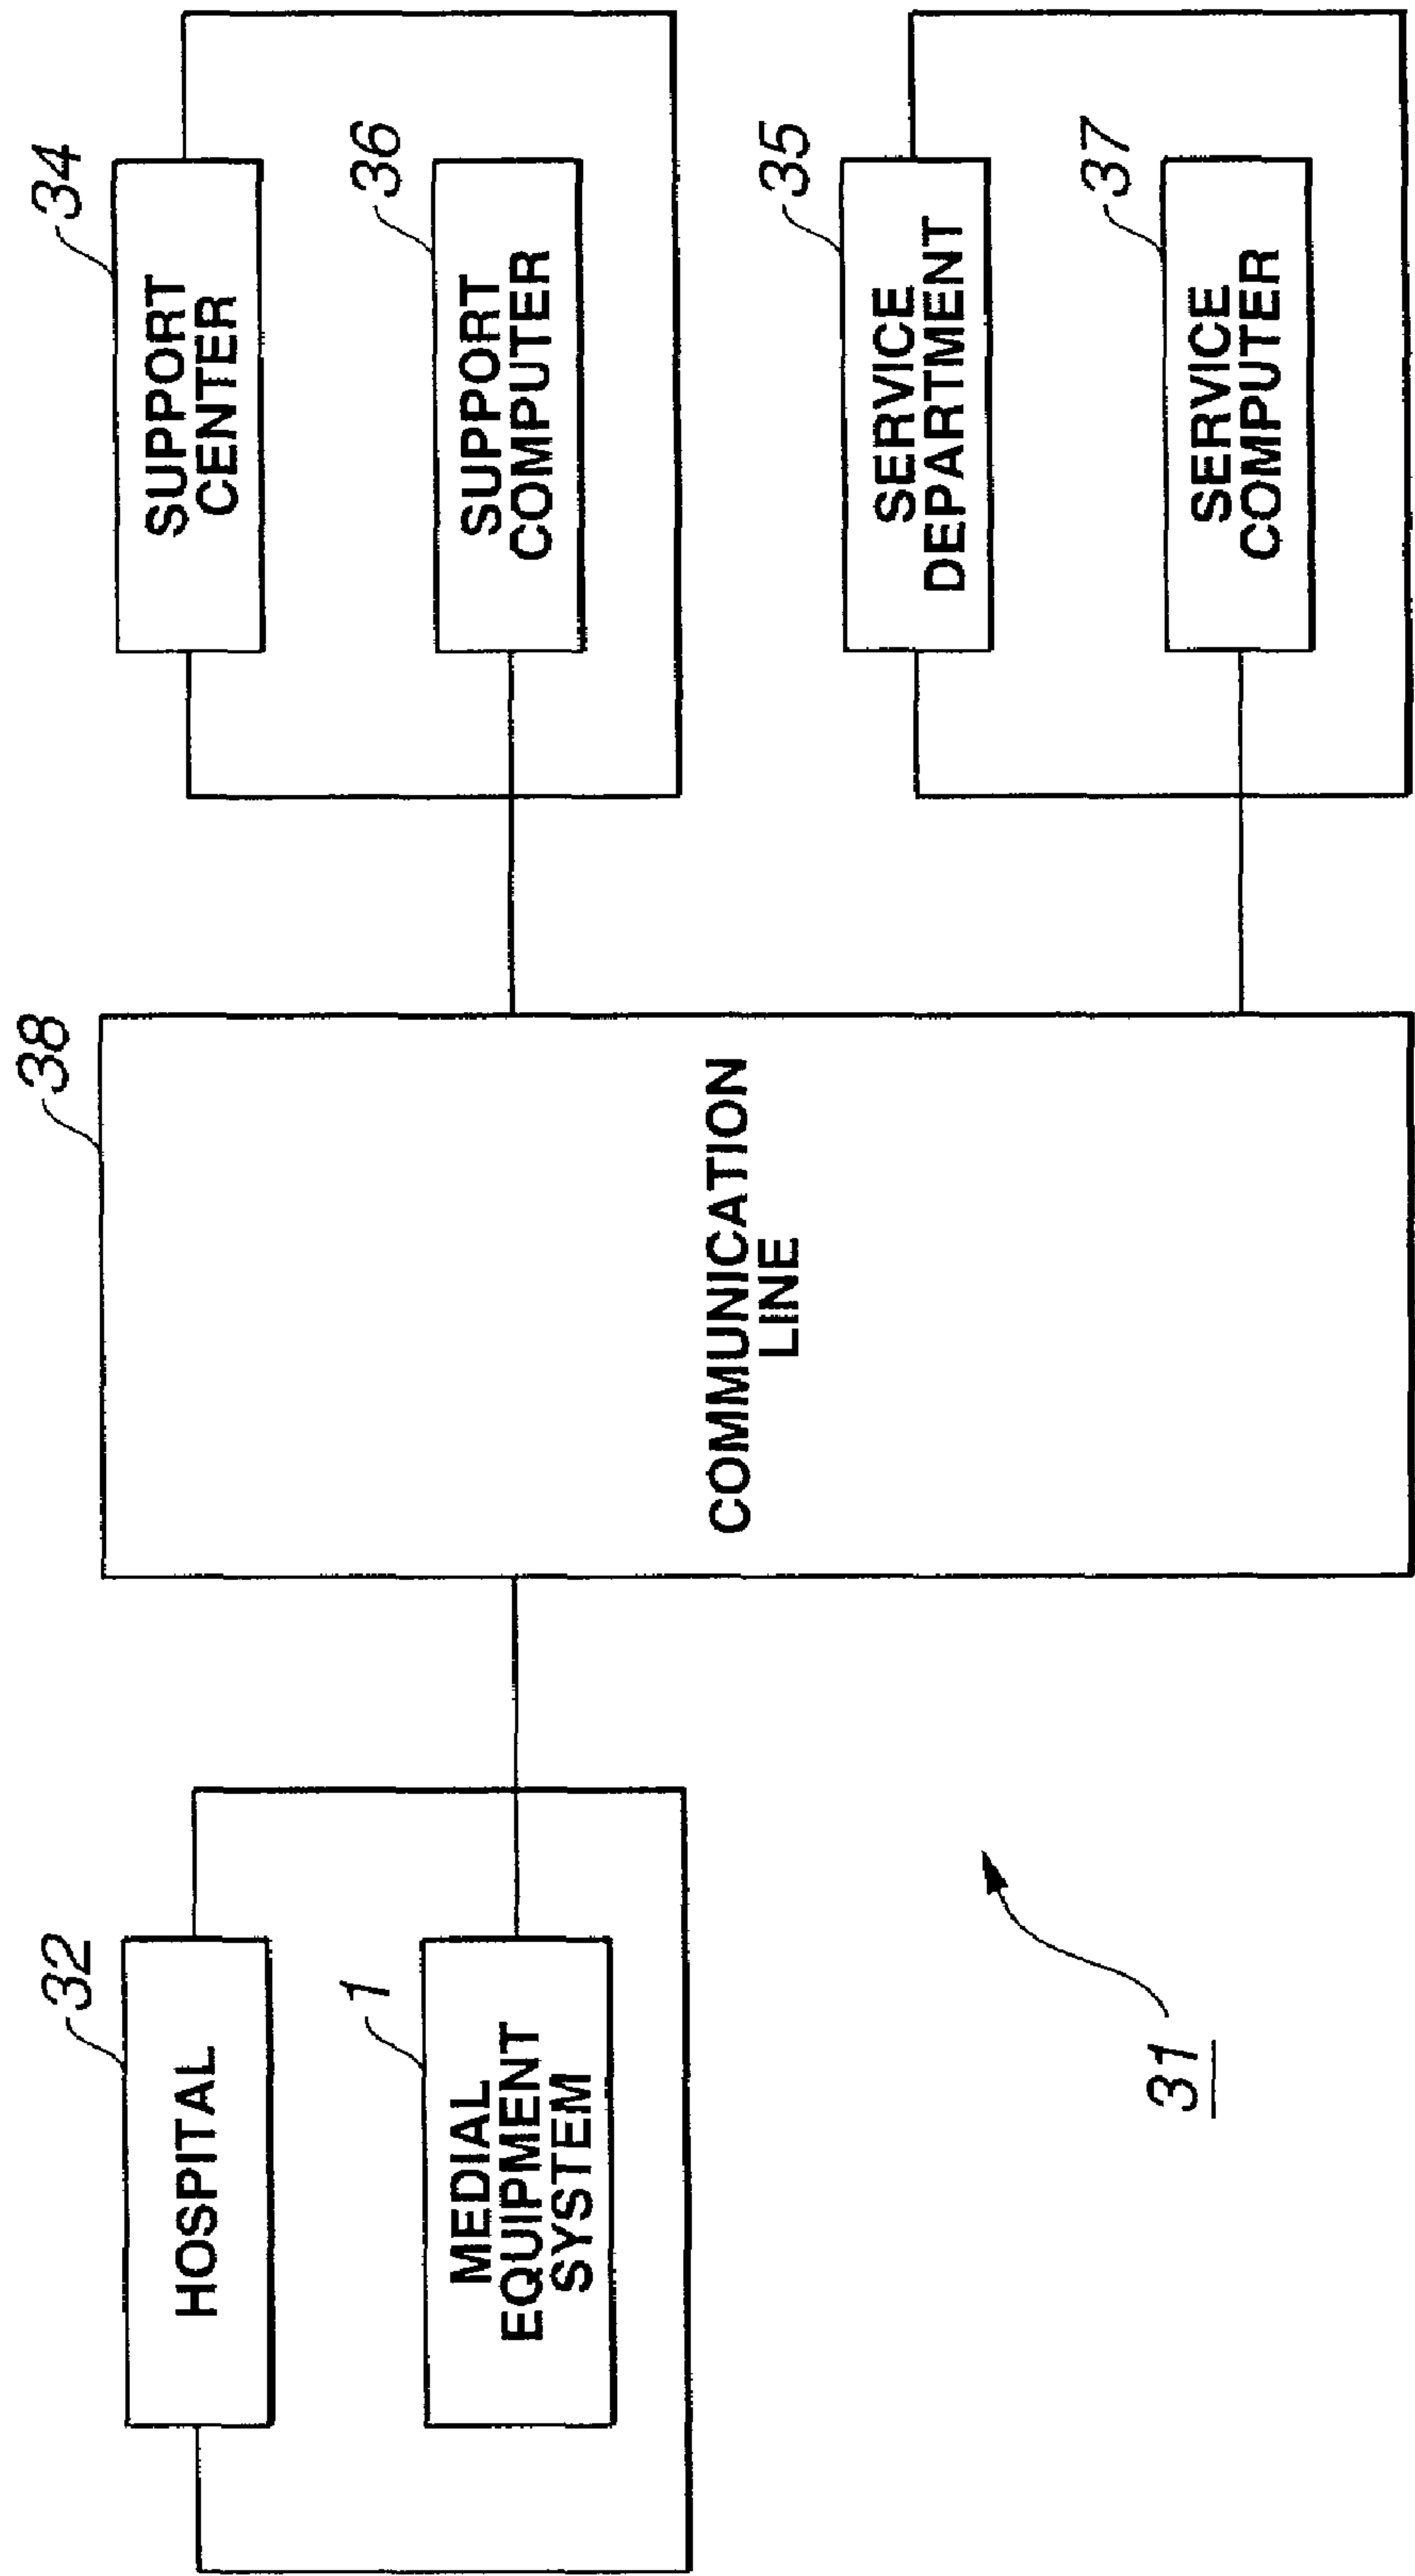 32
HOSPITAL
1
MEDIAL
EQUIPMENT
SYSTEM
38
COMMUNICATION
LINE
34
SUPPORT
CENTER
36
SUPPORT
COMPUTER
35
SERVICE
DEPARTMENT
37
SERVICE
COMPUTER
31